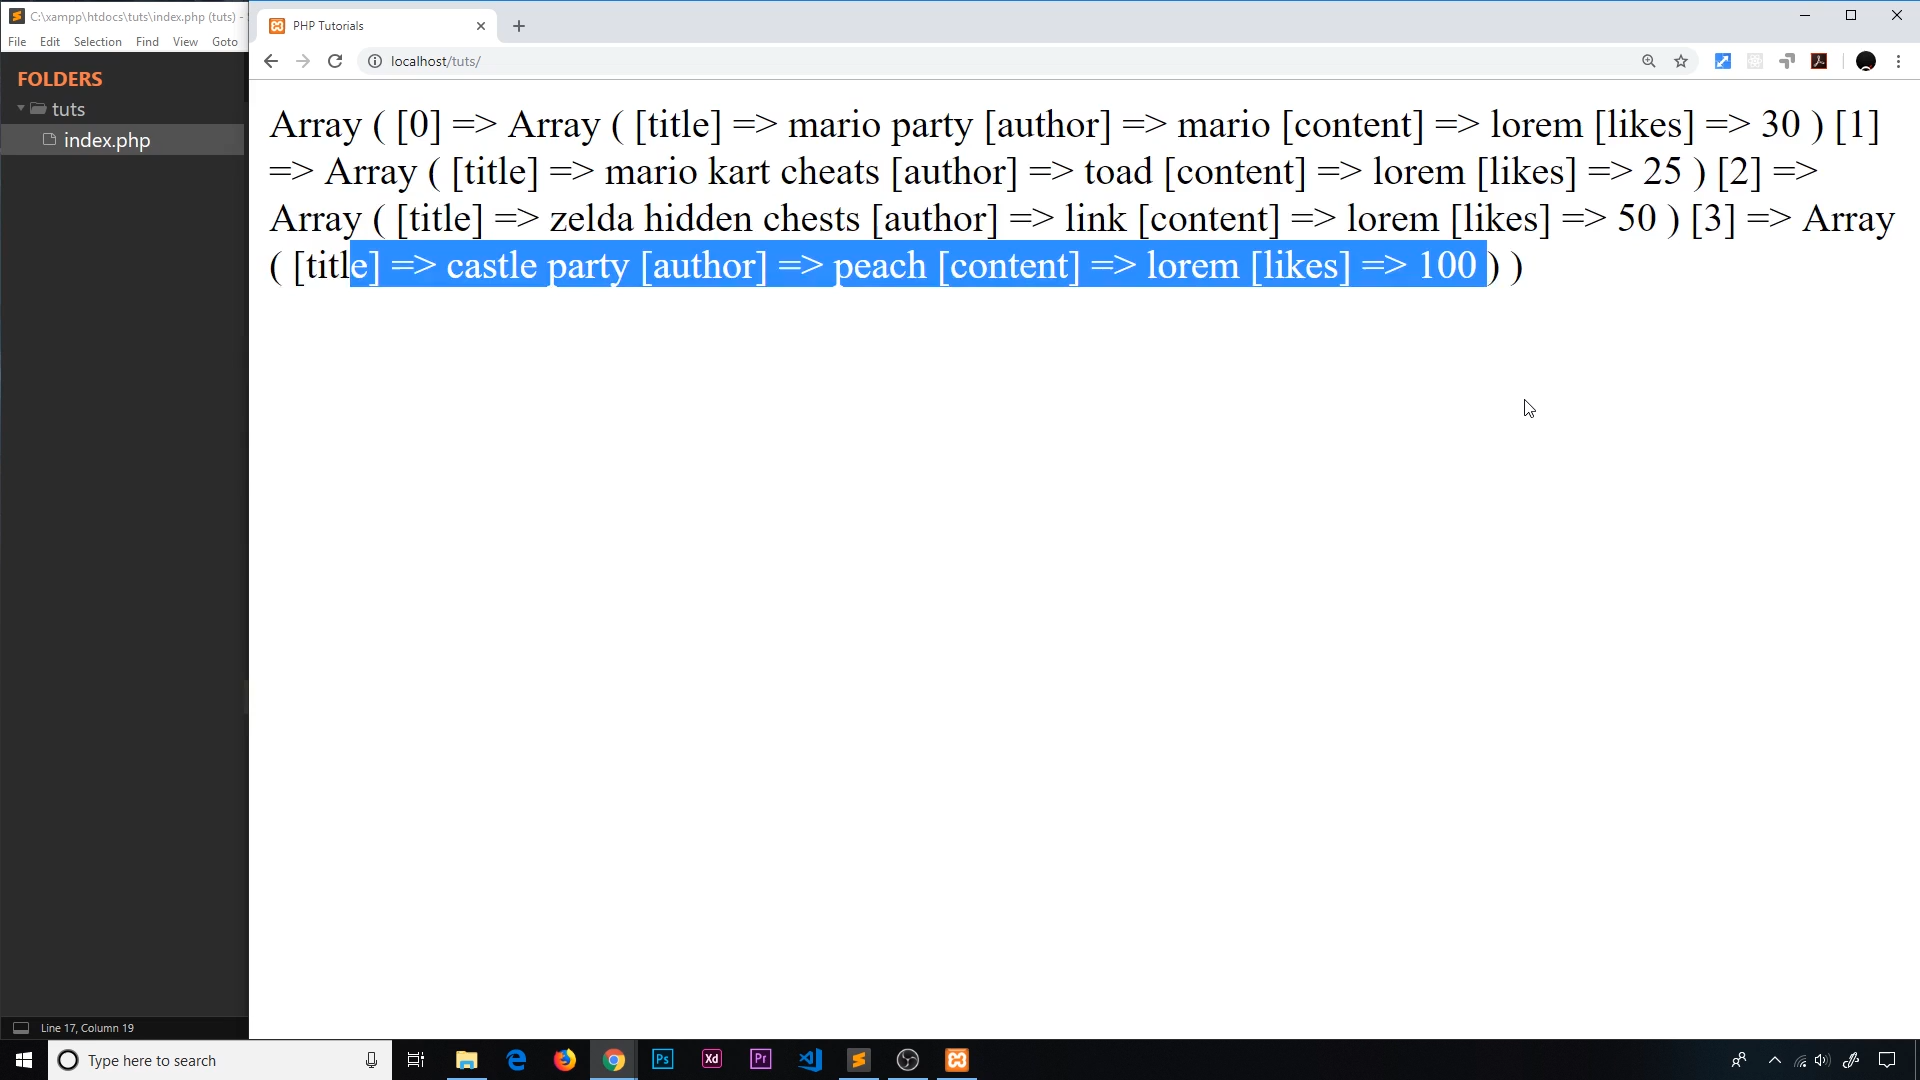 C:\xampp\htdocs\tuts\index.php (tuts) -
File Edit Selection Find View Goto
FOLDERS
tuts
index.php
Line 17, Column 19
PHP Tutorials
localhost/tuts/
Array ( [0] => Array ( [title] => mario party [author] => mario [content] => lorem [likes] => 30 ) [1]
=> Array ( [title] => mario kart cheats [author] => toad [content] => lorem [likes] => 25 ) [2] =>
Array ( [title] => zelda hidden chests [author] => link [content] => lorem [likes] => 50 ) [3] => Array
( [title] => castle party [author] => peach [content] => lorem [likes] => 100 ) )
Type here to search
Ps
Xd
Pr